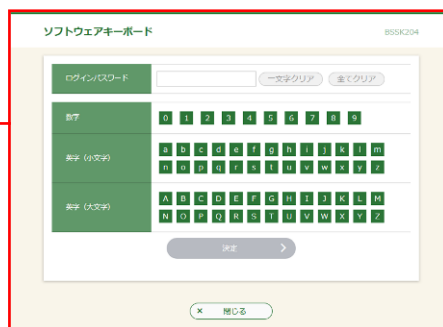 ソフトウェアキーボード BSSK204
ログインパスワード 一文字クリア 全てクリア
数字 0 1 2 3 4 5 6 7 8 9
英字（小文字） a b c d e f g h i j k l m
n o p q r s t u v w x y z
英字（大文字） A B C D E F G H I J K L M
N O P Q R S T U V W X Y Z
決定
× 閉じる